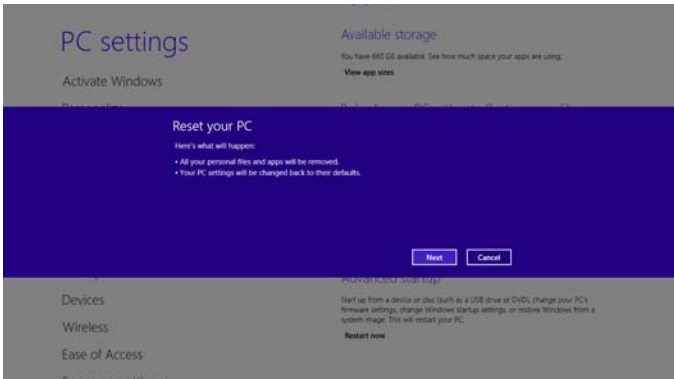 PC settings
Activate Windows
Available storage
You have 660 GB available. See how much space your apps are using.
View app sizes
Reset your PC
Here's what will happen:
• All your personal files and apps will be removed.
• Your PC settings will be changed back to their defaults.
Next
Cancel
Devices
Wireless
Ease of Access
Advanced startup
Start up from a device or disc (such as a USB drive or DVD), change your PC's
firmware settings, change Windows startup settings, or restore Windows from a
system image. This will restart your PC.
Restart now